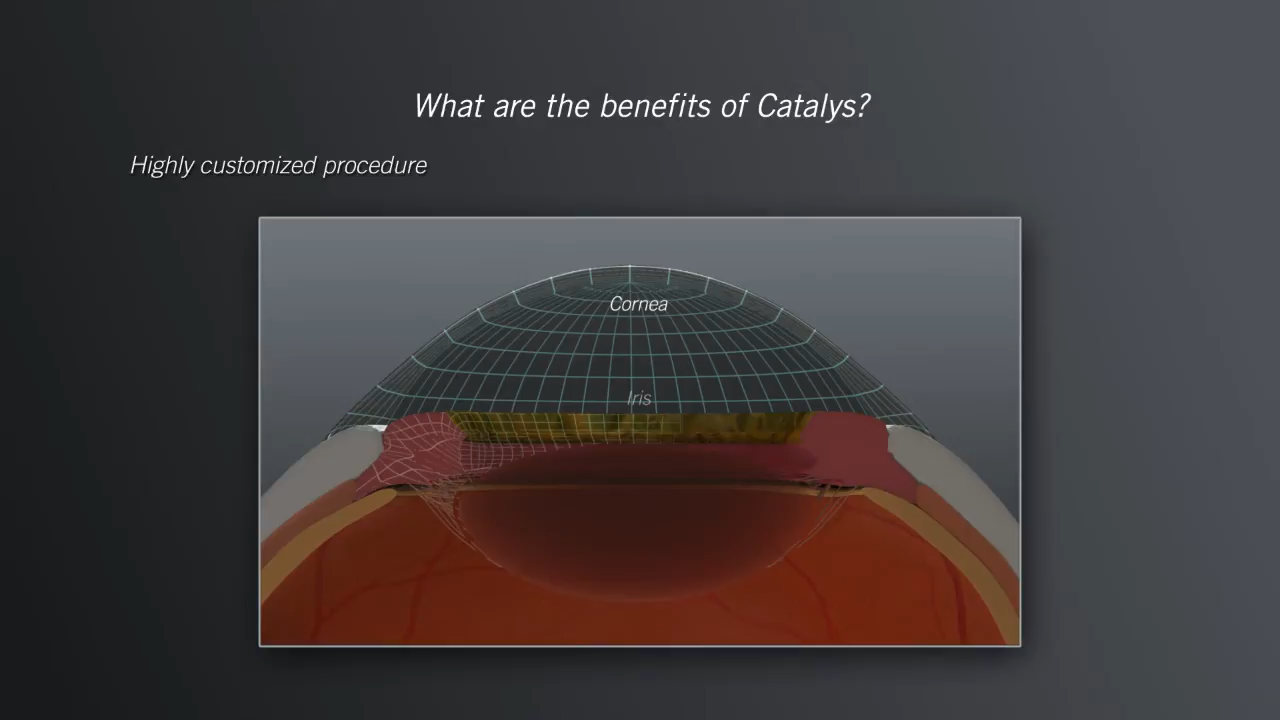 What are the benefits of Catalys?
Highly customized procedure
Cornea
Iris